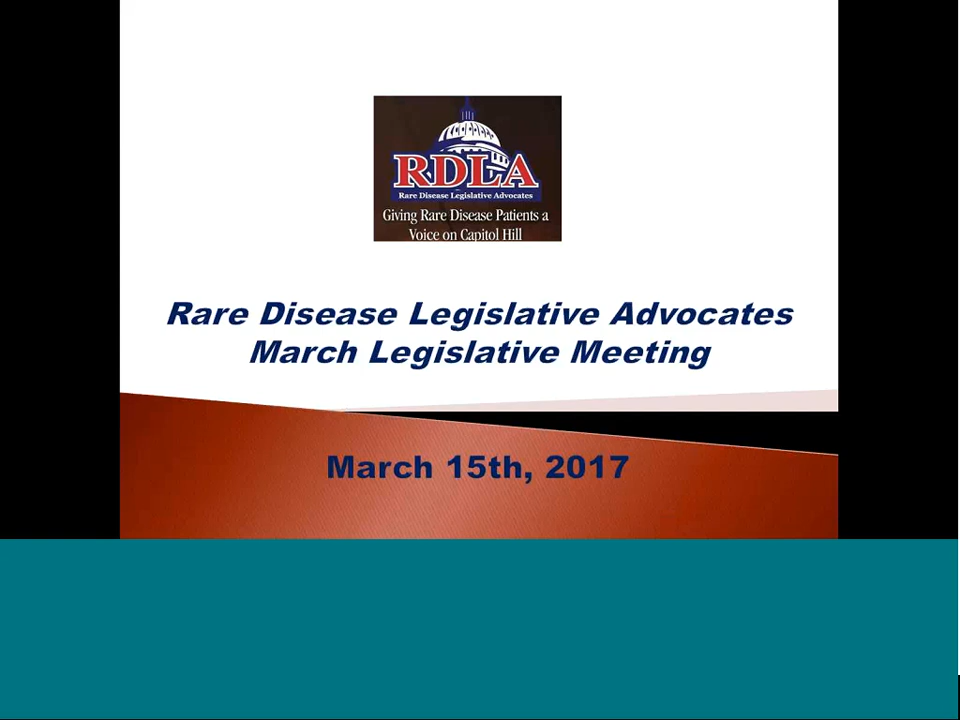 RDLA
Rare Disease Legislative Advocates
Giving Rare Disease Patients a
Voice on Capitol Hill
Rare Disease Legislative Advocates
March Legislative Meeting
March 15th, 2017